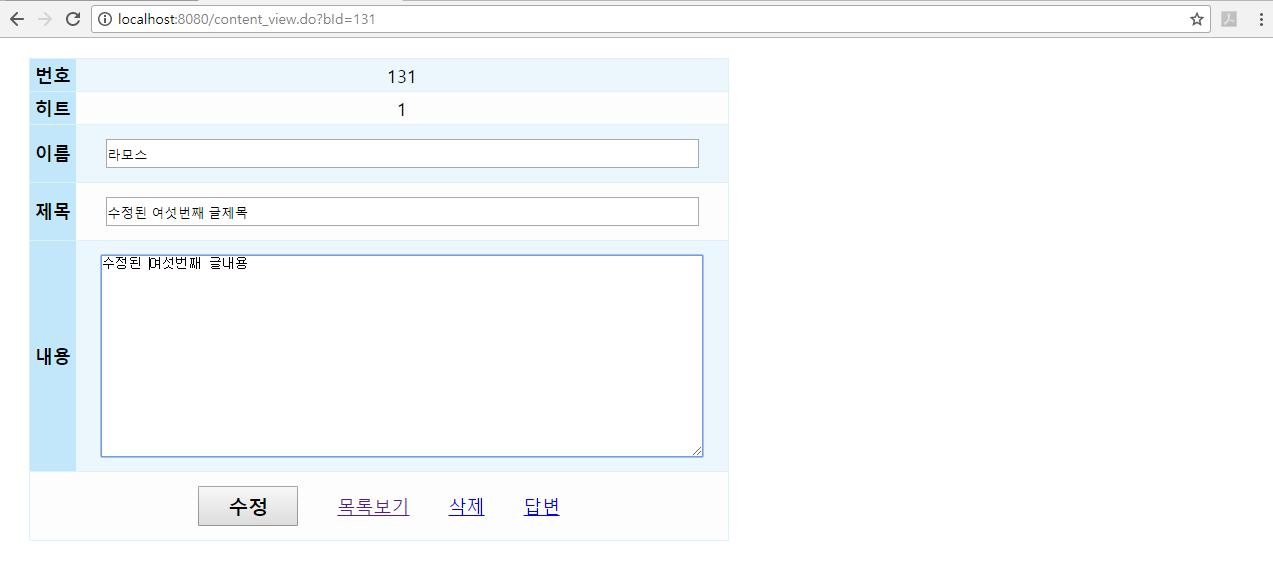 localhost:8080/content_view.do?bId=131
번호 131
히트 1
이름 라모스
제목 수정된 여섯번째 글제목
내용 수정된 여섯번째 글내용
수정 목록보기 삭제 답변